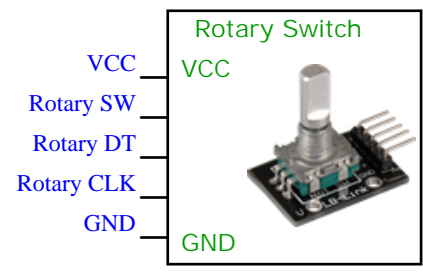 Rotary Switch
VCC
VCC
Rotary SW
Rotary DT
Rotary CLK
GND
GND